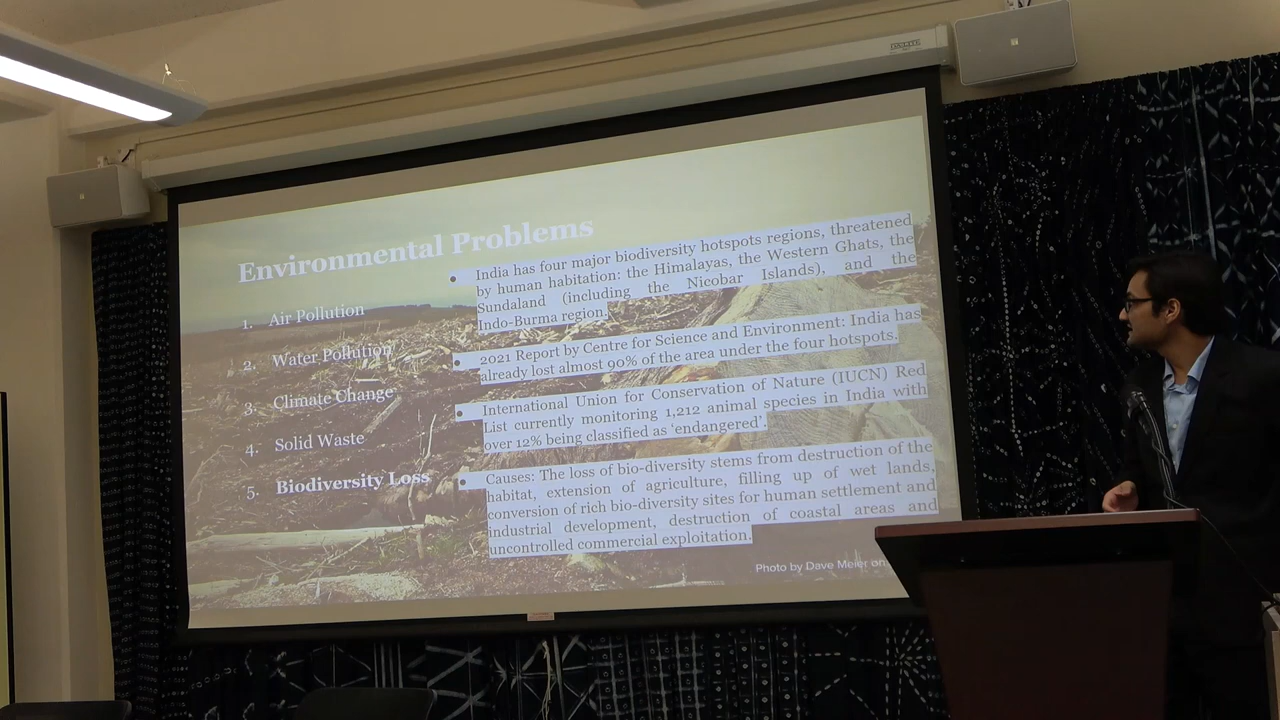 Environmental Problems
1. Air Pollution
2. Water Pollution
3. Climate Change
4. Solid Waste
5. Biodiversity Loss
• India has four major biodiversity hotspots regions, threatened
by human habitation: the Himalayas, the Western Ghats, the
Sundaland (including the Nicobar Islands), and the
Indo-Burma region.
• 2021 Report by Centre for Science and Environment: India has
already lost almost 90% of the area under the four hotspots.
• International Union for Conservation of Nature (IUCN) Red
List currently monitoring 1,212 animal species in India with
over 12% being classified as 'endangered'.
• Causes: The loss of bio-diversity stems from destruction of the
habitat, extension of agriculture, filling up of wet lands,
conversion of rich bio-diversity sites for human settlement and
industrial development, destruction of coastal areas and
uncontrolled commercial exploitation.
Photo by Dave Meier on